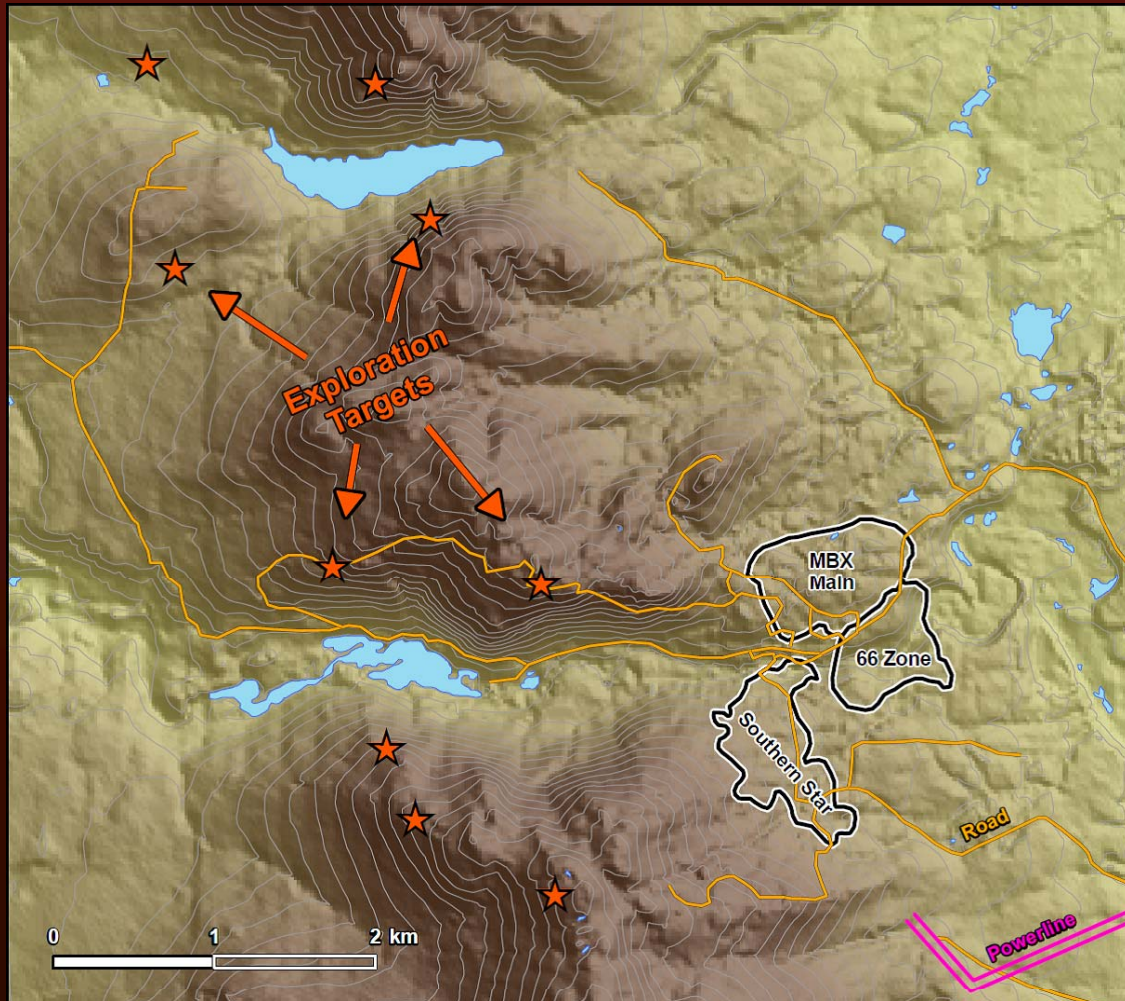 Exploration
Targets
MBX
Main
66 Zone
Southern Star
Road
Powerline
0 1 2 km